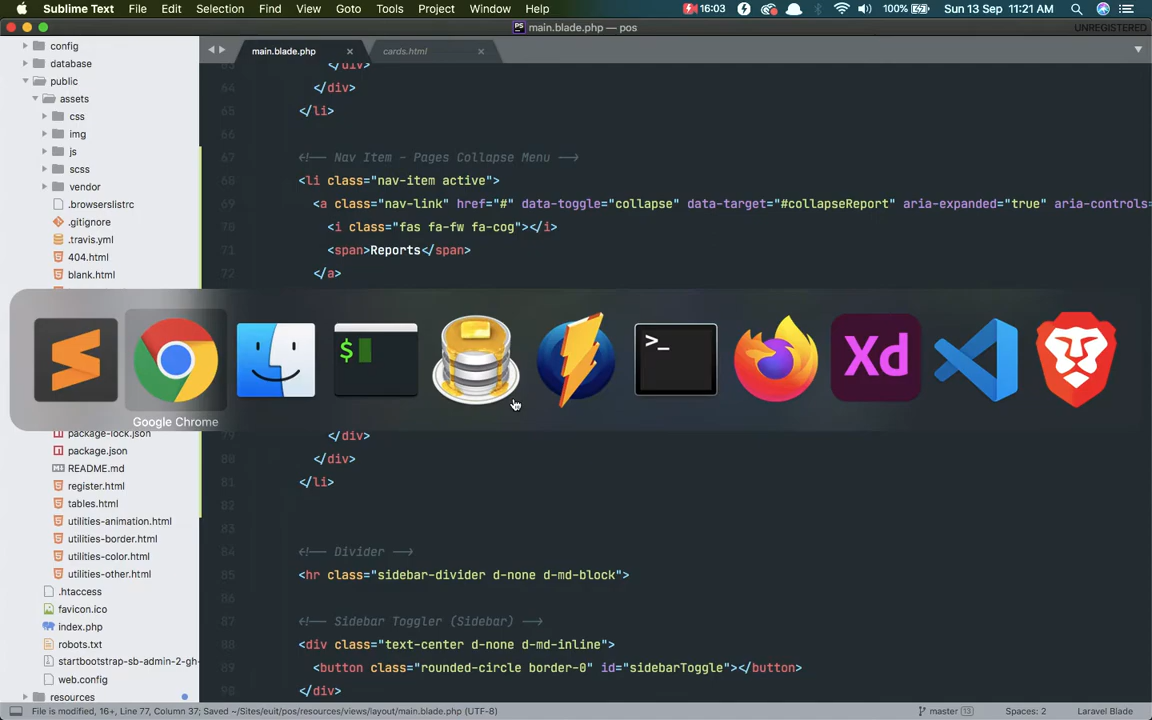 Sublime Text File Edit Selection Find View Goto Tools Project Window Help 16:03 100% Sun 13 Sep 11:21 AM
main.blade.php — pos UNREGISTERED
main.blade.php cards.html
config
database
public
assets
css
img
js
scss
vendor
.browserslistrc
.gitignore
.travis.yml
404.html
blank.html
package-lock.json
package.json
README.md
register.html
tables.html
utilities-animation.html
utilities-border.html
utilities-color.html
utilities-other.html
.htaccess
favicon.ico
index.php
robots.txt
startbootstrap-sb-admin-2-gh-
web.config
resources
</div>
64 </div>
65 </li>
66
67 <!-- Nav Item - Pages Collapse Menu -->
68 <li class="nav-item active">
69 <a class="nav-link" href="#" data-toggle="collapse" data-target="#collapseReport" aria-expanded="true" aria-controls=
70 <i class="fas fa-fw fa-cog"></i>
71 <span>Reports</span>
72 </a>
$
>_
Xd
Google Chrome
79 </div>
80 </div>
81 </li>
82
83
84 <!-- Divider -->
85 <hr class="sidebar-divider d-none d-md-block">
86
87 <!-- Sidebar Toggler (Sidebar) -->
88 <div class="text-center d-none d-md-inline">
89 <button class="rounded-circle border-0" id="sidebarToggle"></button>
90 </div>
File is modified, 16+, Line 77, Column 37; Saved ~/Sites/euit/pos/resources/views/layout/main.blade.php (UTF-8) master 13 Spaces: 2 Laravel Blade